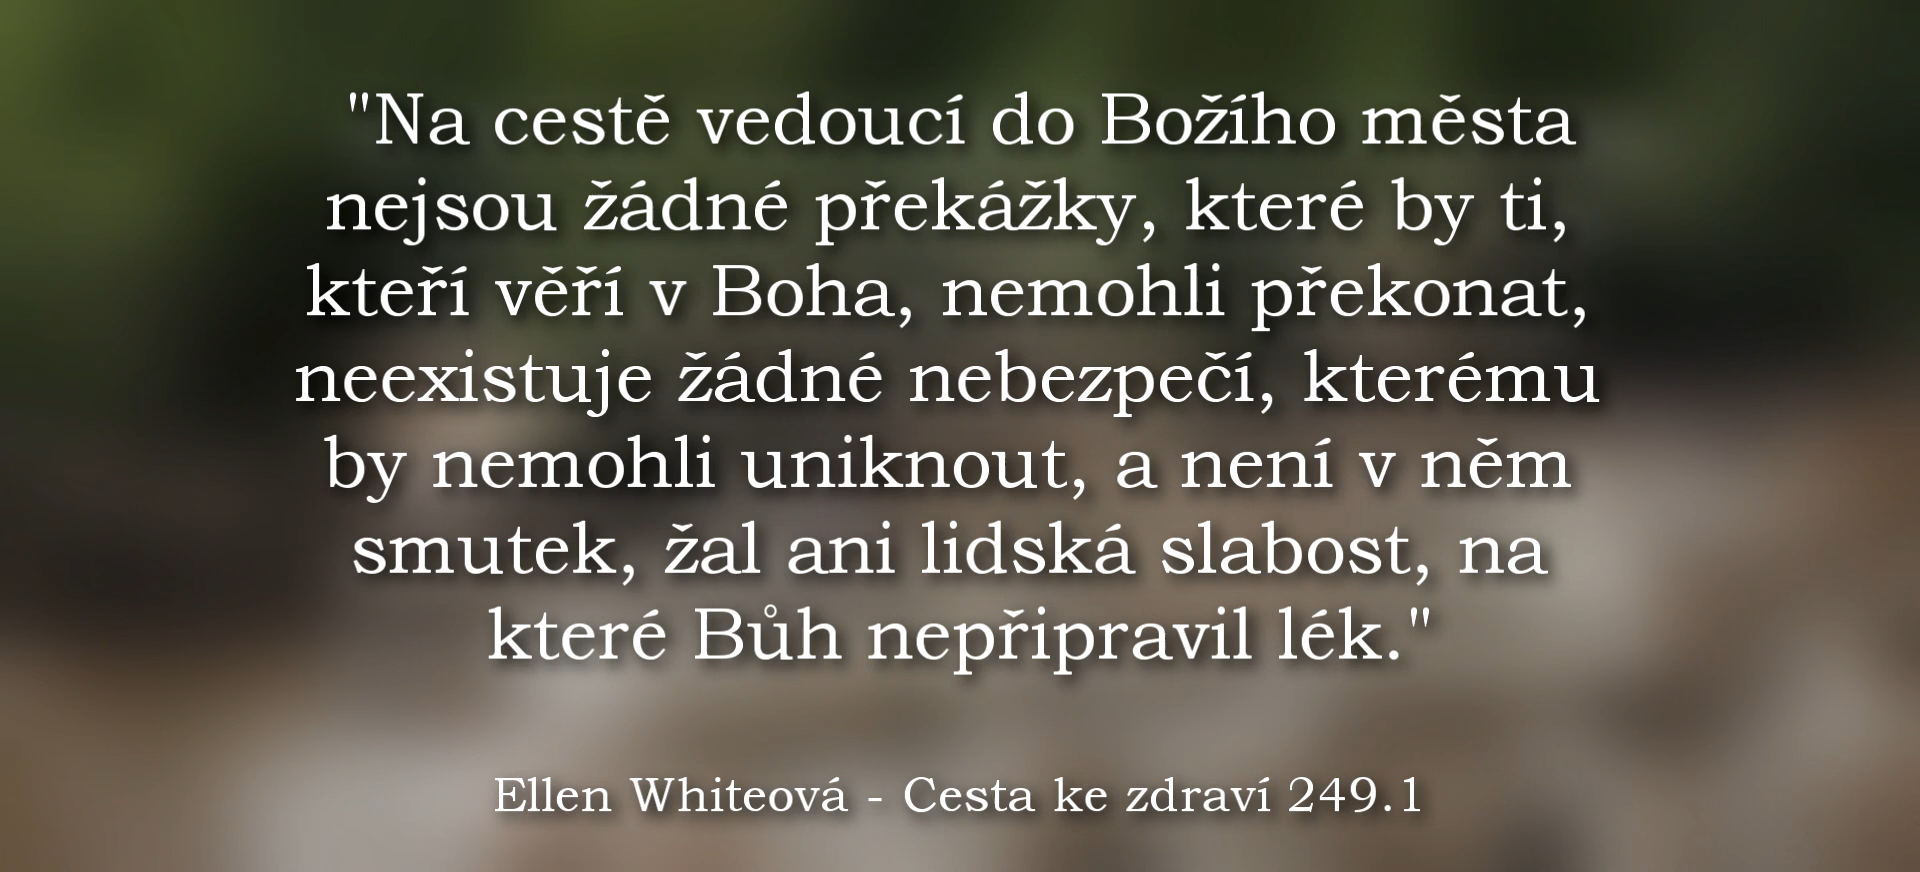 "Na cestě vedoucí do Božího města
nejsou žádné překážky, které by ti,
kteří věří v Boha, nemohli překonat,
neexistuje žádné nebezpečí, kterému
by nemohli uniknout, a není v něm
smutek, žal ani lidská slabost, na
které Bůh nepřipravil lék."
Ellen Whiteová - Cesta ke zdraví 249.1